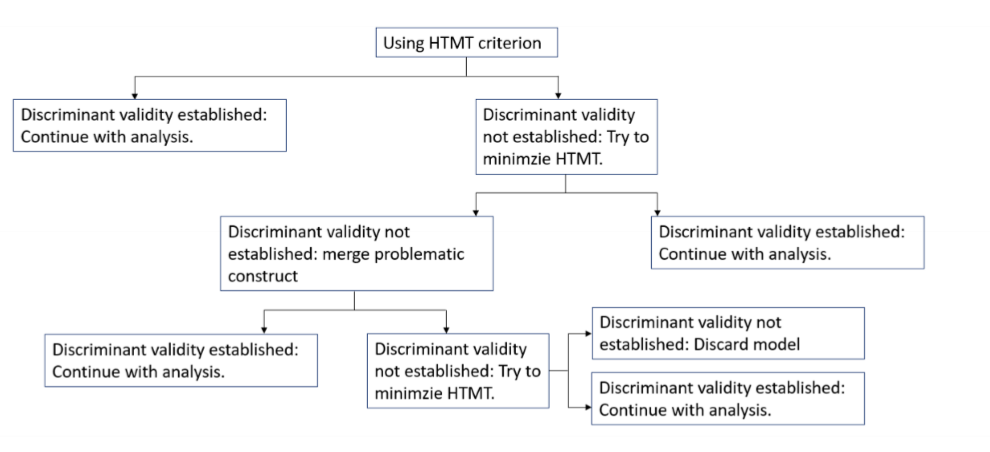 Using HTMT criterion
Discriminant validity established:
Continue with analysis.
Discriminant validity
not established: Try to
minimzie HTMT.
Discriminant validity not
established: merge problematic
construct
Discriminant validity established:
Continue with analysis.
Discriminant validity established:
Continue with analysis.
Discriminant validity
not established: Try to
minimzie HTMT.
Discriminant validity not
established: Discard model
Discriminant validity established:
Continue with analysis.